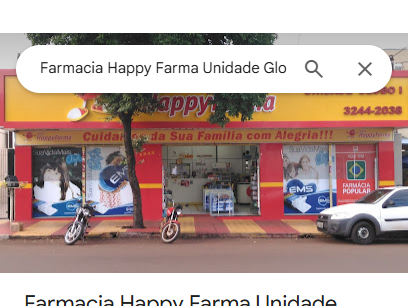 Farmacia Happy Farma Unidade Glo
Happy Farma
3244-2038
Cuidando da Sua Família com Alegria!!!
EMS
EMS
FARMÁCIA
POPULAR
Farmacia Happy Farma Unidade